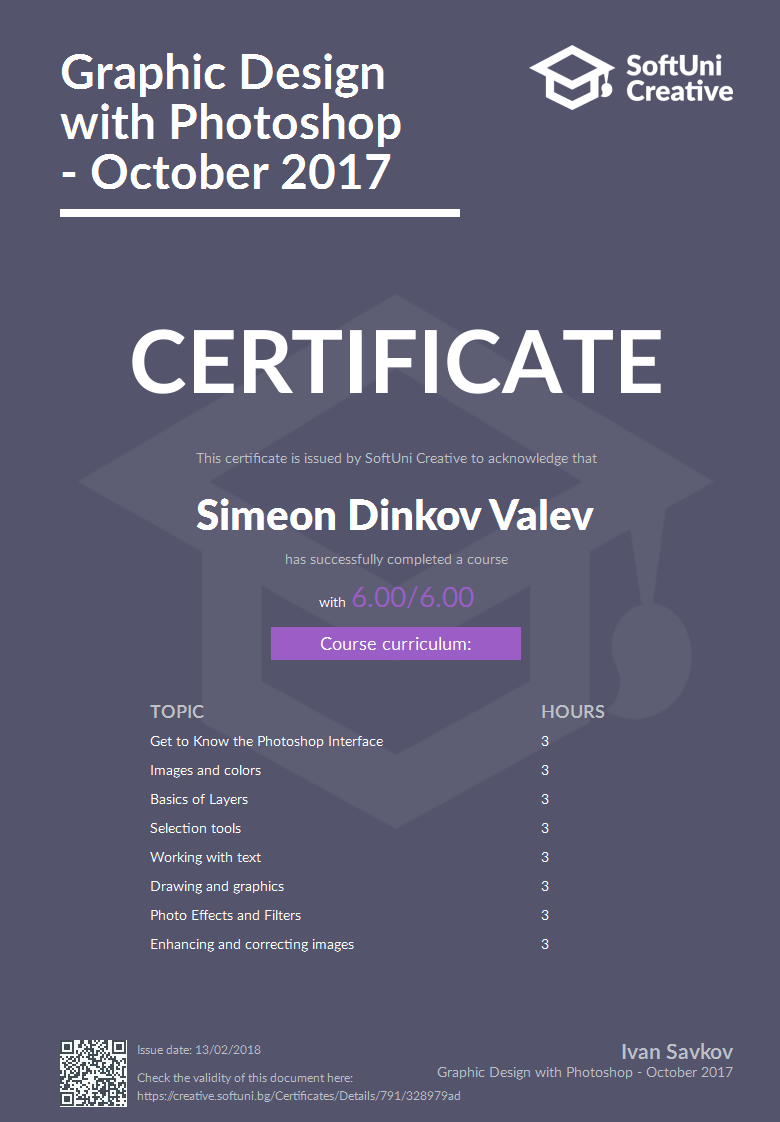 Graphic Design
with Photoshop
- October 2017
SoftUni
Creative
CERTIFICATE
This certificate is issued by SoftUni Creative to acknowledge that
Simeon Dinkov Valev
has successfully completed a course
with 6.00/6.00
Course curriculum:
TOPIC HOURS
Get to Know the Photoshop Interface 3
Images and colors 3
Basics of Layers 3
Selection tools 3
Working with text 3
Drawing and graphics 3
Photo Effects and Filters 3
Enhancing and correcting images 3
Issue date: 13/02/2018
Check the validity of this document here:
https://creative.softuni.bg/Certificates/Details/791/328979ad
Ivan Savkov
Graphic Design with Photoshop - October 2017